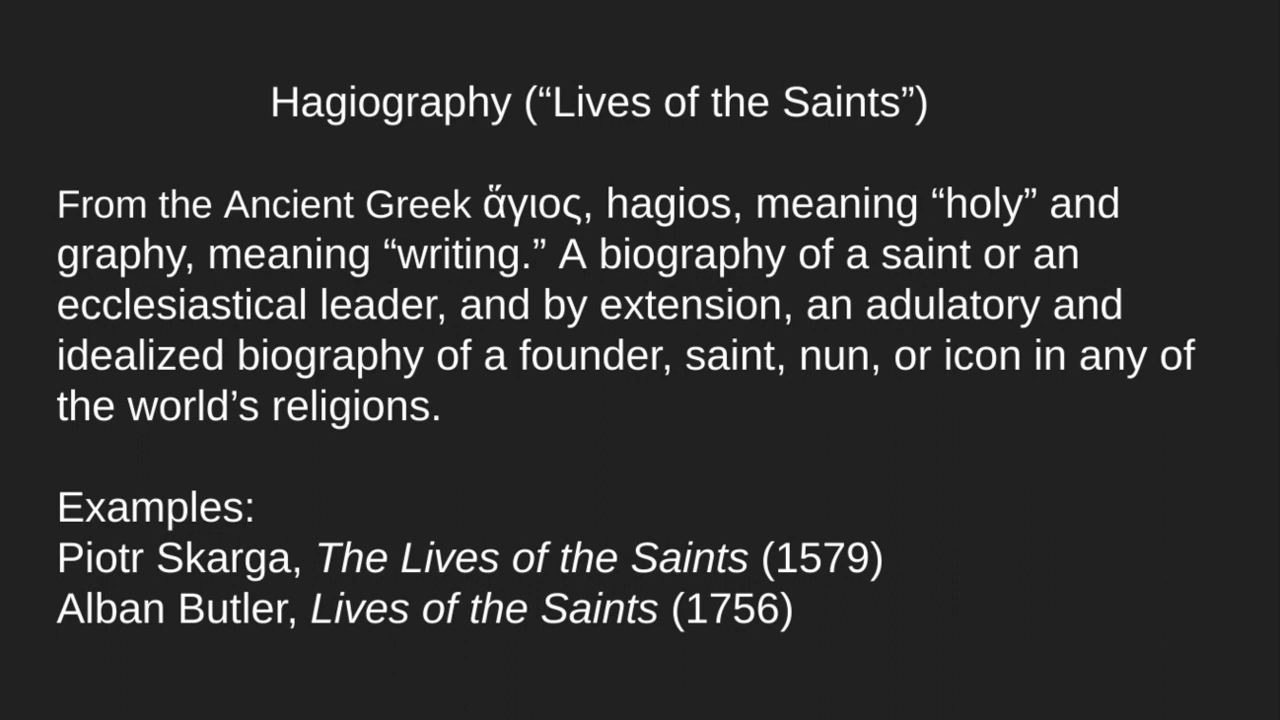 Hagiography (“Lives of the Saints”)
From the Ancient Greek ἅγιος, hagios, meaning “holy” and
graphy, meaning “writing.” A biography of a saint or an
ecclesiastical leader, and by extension, an adulatory and
idealized biography of a founder, saint, nun, or icon in any of
the world’s religions.
Examples:
Piotr Skarga, The Lives of the Saints (1579)
Alban Butler, Lives of the Saints (1756)